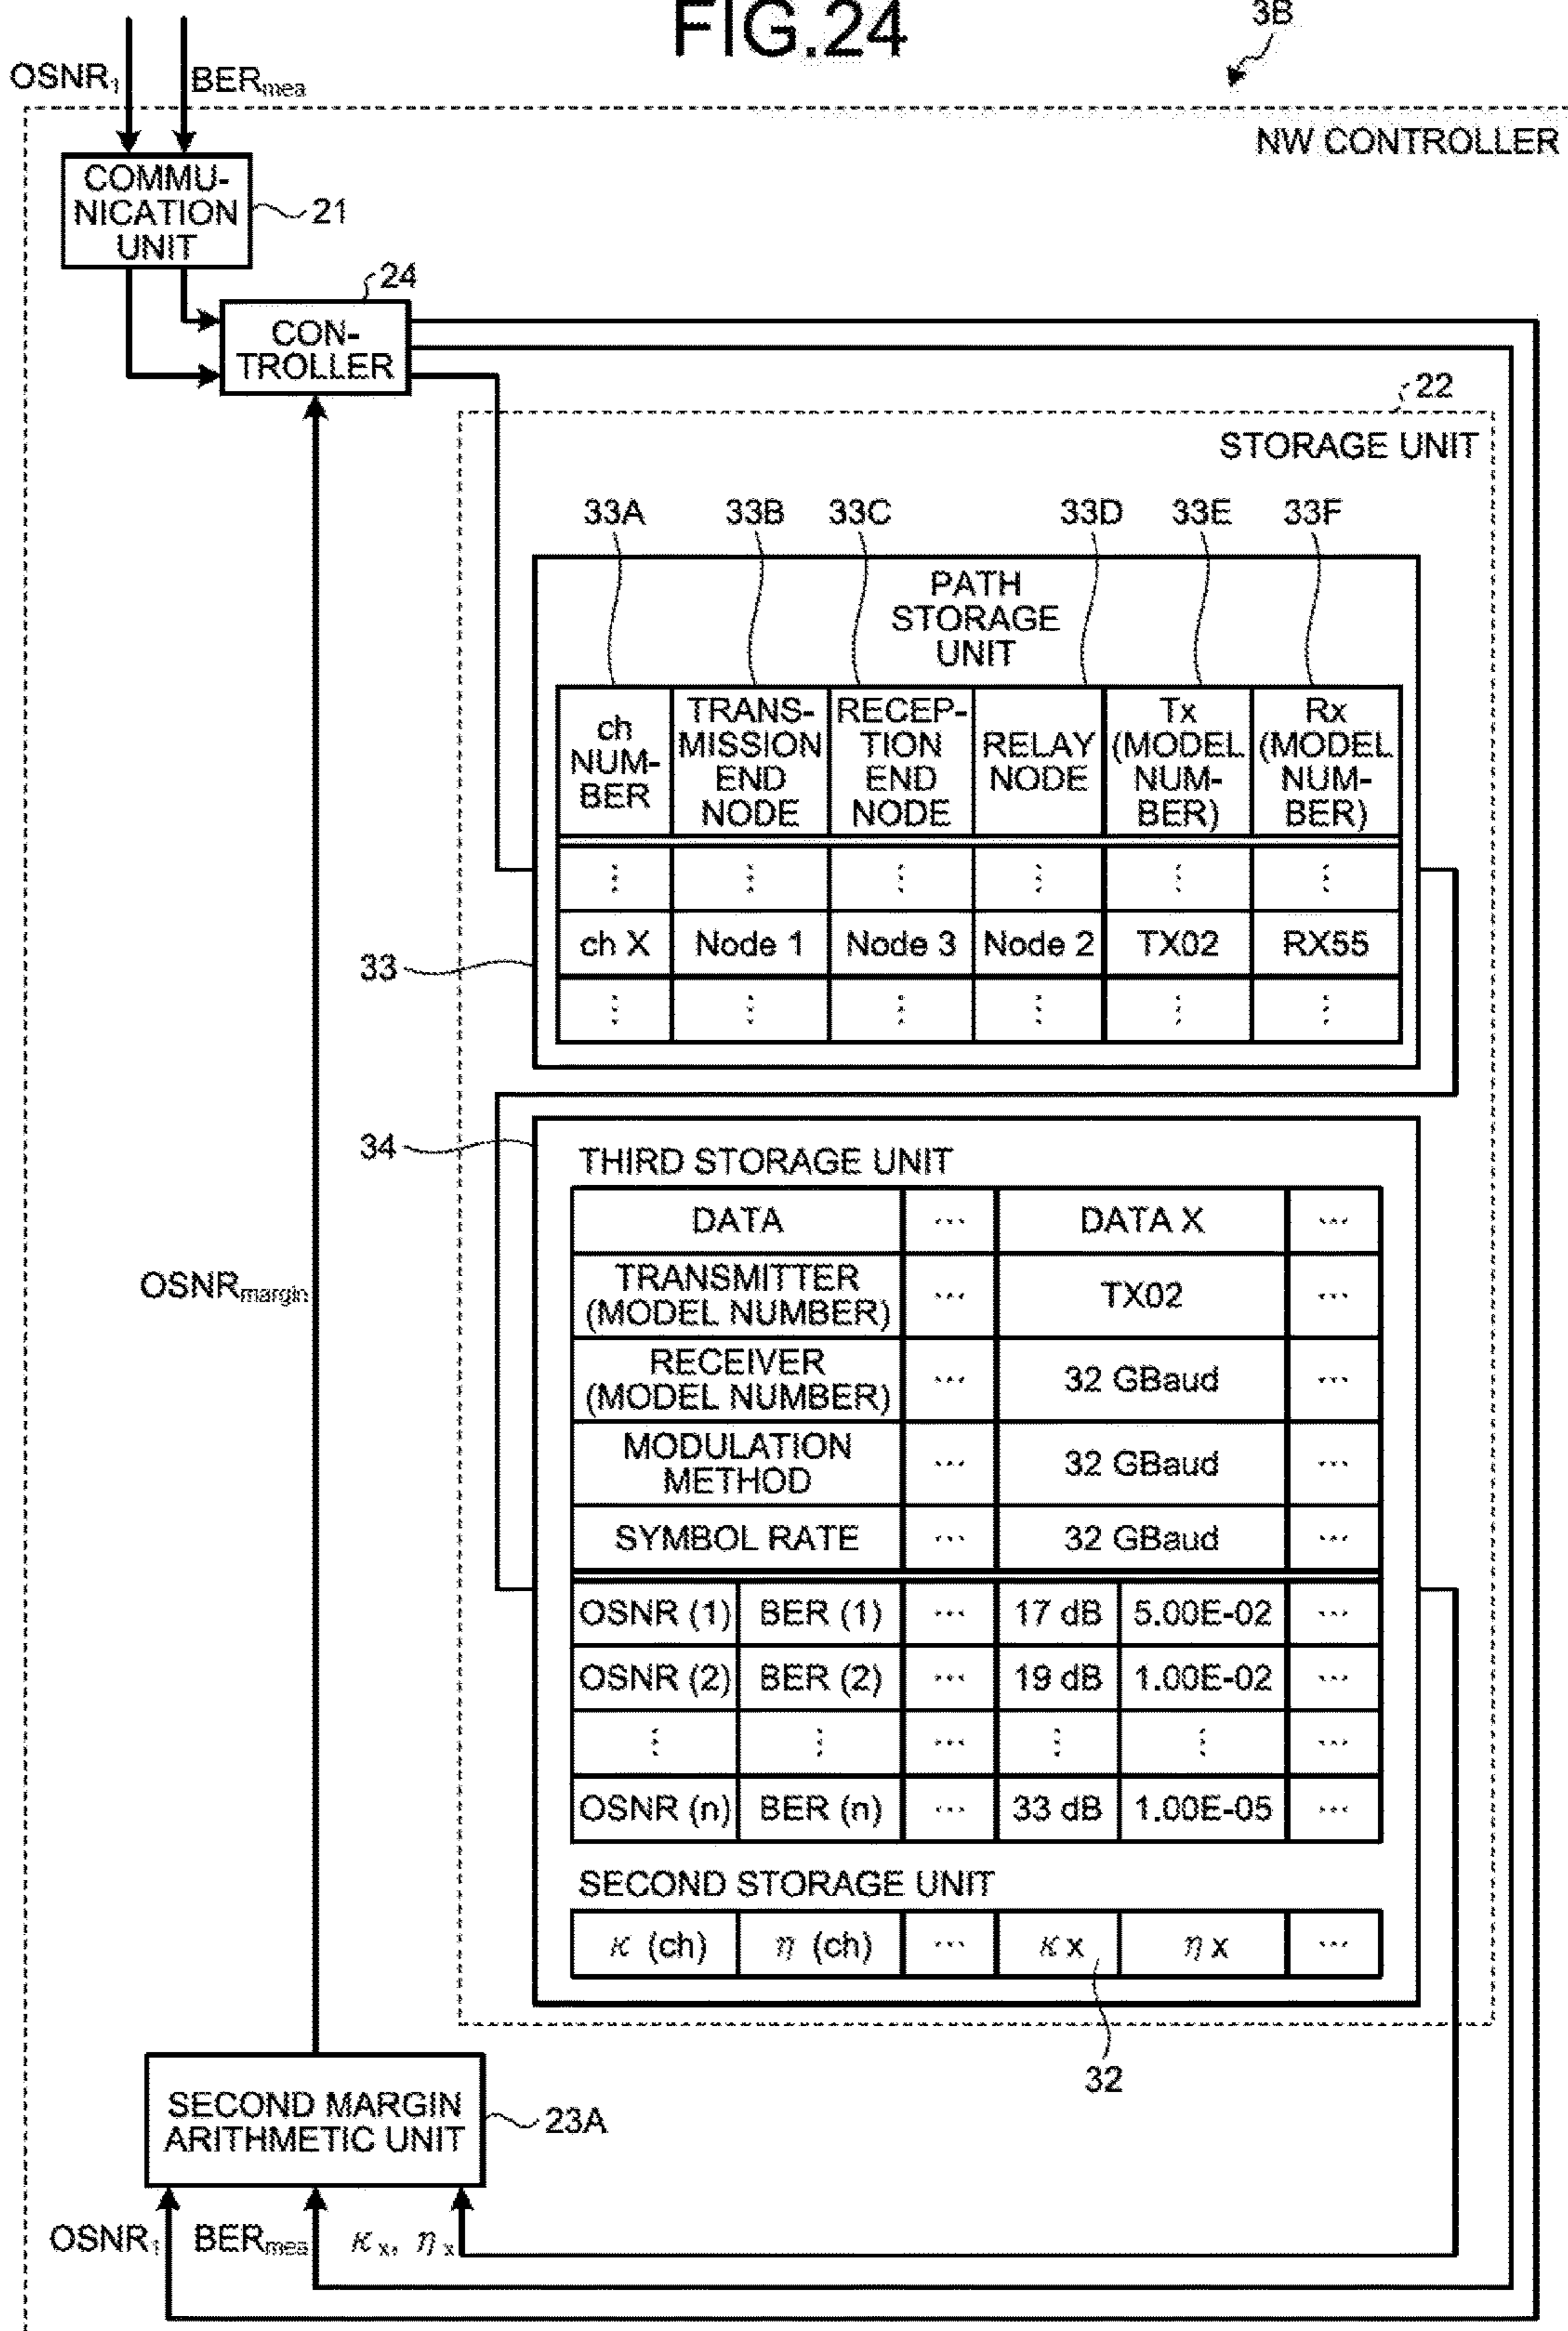 FIG.24
3B
OSNR1
BERmea
NW CONTROLLER
COMMU-
NICATION
UNIT
21
24
CON-
TROLLER
22
STORAGE UNIT
33A 33B 33C 33D 33E 33F
PATH
STORAGE
UNIT
ch
NUM-
BER
TRANS-
MISSION
END
NODE
RECEP-
TION
END
NODE
RELAY
NODE
Tx
(MODEL
NUM-
BER)
Rx
(MODEL
NUM-
BER)
⋮ ⋮ ⋮ ⋮ ⋮ ⋮
ch X Node 1 Node 3 Node 2 TX02 RX55
⋮ ⋮ ⋮ ⋮ ⋮ ⋮
33
34
THIRD STORAGE UNIT
DATA ... DATA X ...
TRANSMITTER
(MODEL NUMBER) ... TX02 ...
RECEIVER
(MODEL NUMBER) ... 32 GBaud ...
MODULATION
METHOD ... 32 GBaud ...
SYMBOL RATE ... 32 GBaud ...
OSNR (1) BER (1) ... 17 dB 5.00E-02 ...
OSNR (2) BER (2) ... 19 dB 1.00E-02 ...
⋮ ⋮ ... ⋮ ⋮ ...
OSNR (n) BER (n) ... 33 dB 1.00E-05 ...
SECOND STORAGE UNIT
κ (ch) η (ch) ... κ x η x ...
32
OSNRmargin
SECOND MARGIN
ARITHMETIC UNIT
23A
OSNR1 BERmea κx, ηx